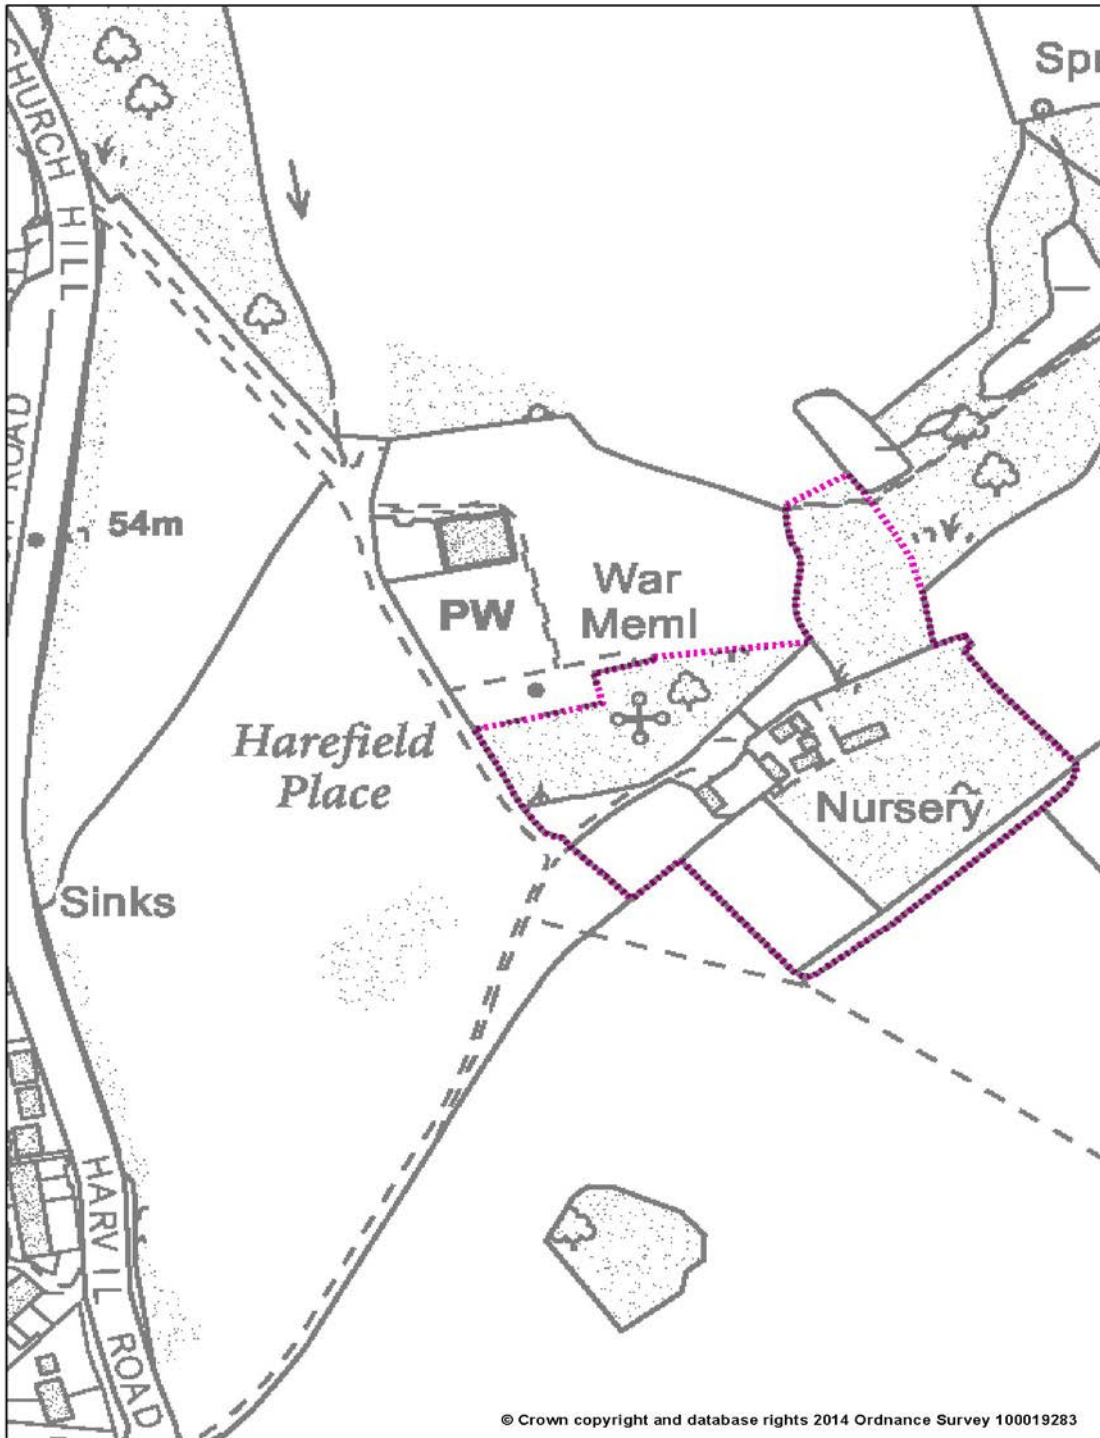 Spr
CHURCH HILL
ROAD
54m
War
Meml
PW
Harefield
Place
Nursery
Sinks
HARVIL ROAD
© Crown copyright and database rights 2014 Ordnance Survey 100019283